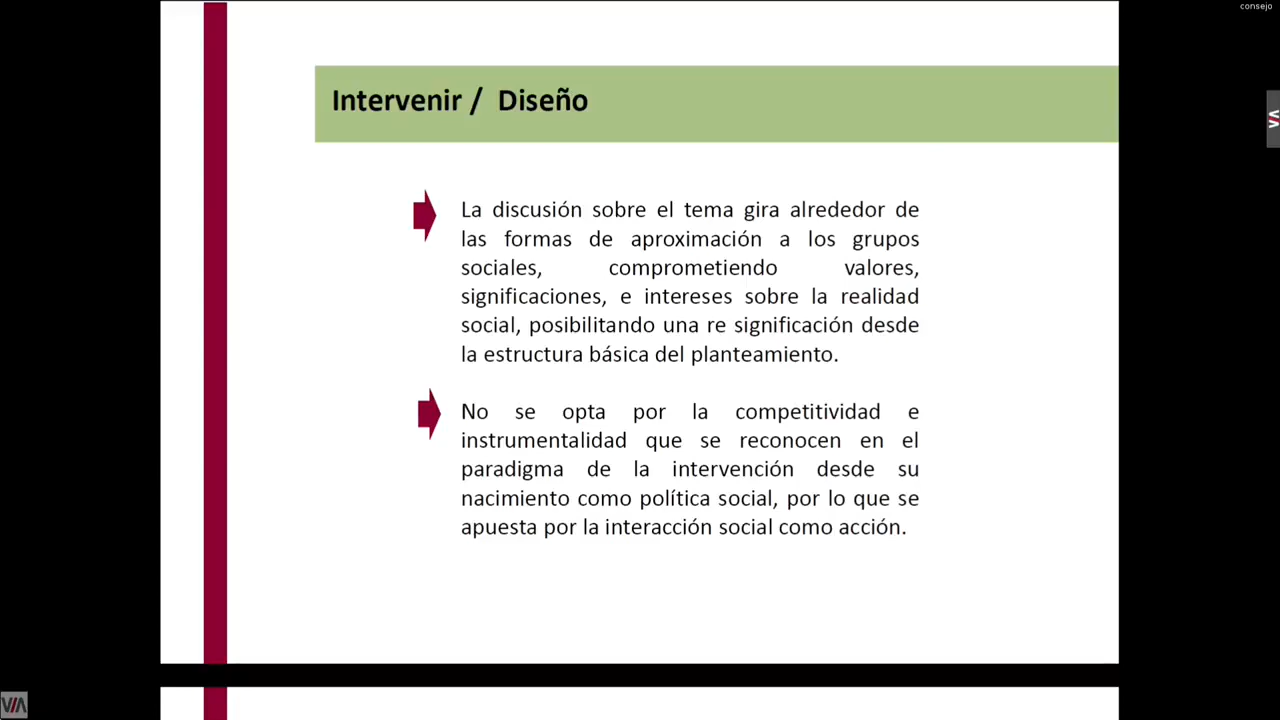 consejo
Intervenir / Diseño
La discusión sobre el tema gira alrededor de
las formas de aproximación a los grupos
sociales, comprometiendo valores,
significaciones, e intereses sobre la realidad
social, posibilitando una re significación desde
la estructura básica del planteamiento.
No se opta por la competitividad e
instrumentalidad que se reconocen en el
paradigma de la intervención desde su
nacimiento como política social, por lo que se
apuesta por la interacción social como acción.